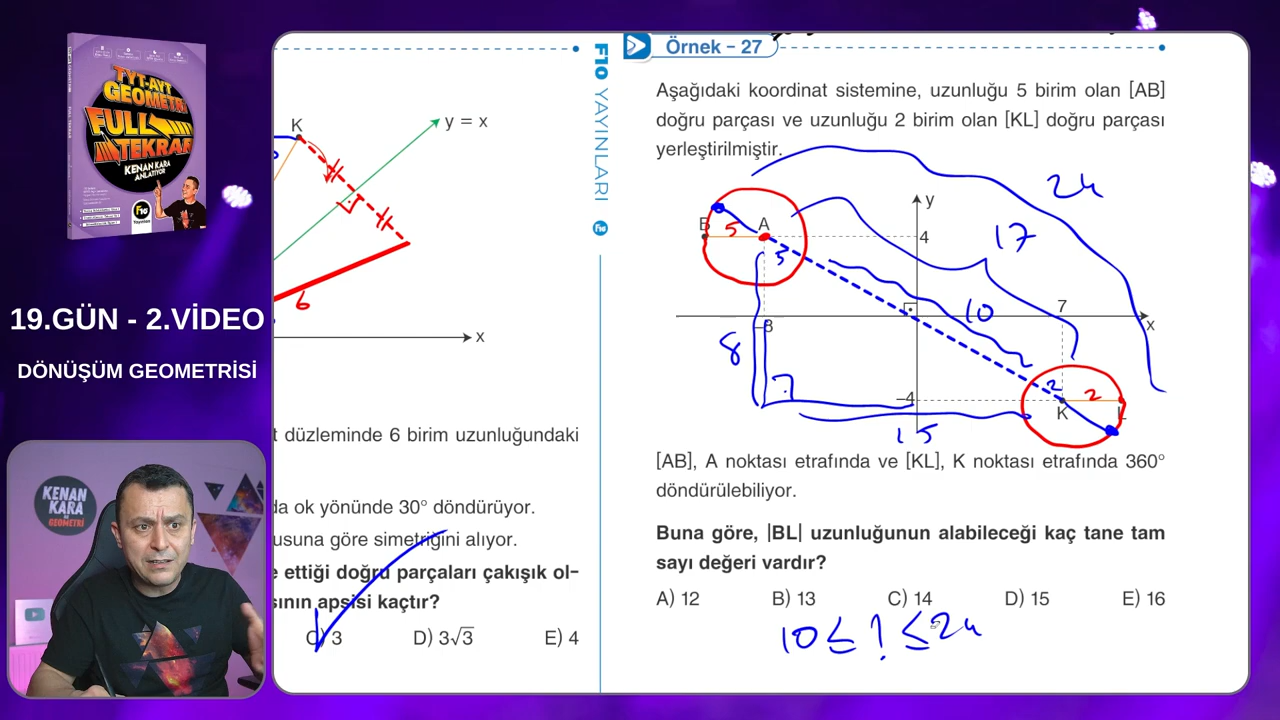 TYT-AYT
GEOMETRİ
FULL
TEKRAR
KENAN KARA
ANLATIYOR
F10
19.GÜN - 2.VİDEO
DÖNÜŞÜM GEOMETRİSİ
KENAN
KARA
GEOMETRİ
K
y = x
6
x
t düzleminde 6 birim uzunluğundaki
da ok yönünde 30° döndürüyor.
usuna göre simetriğini alıyor.
e ettiği doğru parçaları çakışık ol–
sının apsisi kaçtır?
C) 3 D) 3√3 E) 4
F10 YAYINLARI
Örnek – 27
Aşağıdaki koordinat sistemine, uzunluğu 5 birim olan [AB]
doğru parçası ve uzunluğu 2 birim olan [KL] doğru parçası
yerleştirilmiştir.
24
y
B 5 A
4
17
5
10
7
x
–8
8
2 2
–4
K L
15
[AB], A noktası etrafında ve [KL], K noktası etrafında 360°
döndürülebiliyor.
Buna göre, |BL| uzunluğunun alabileceği kaç tane tam
sayı değeri vardır?
A) 12 B) 13 C) 14 D) 15 E) 16
10 ≤ ? ≤ 24